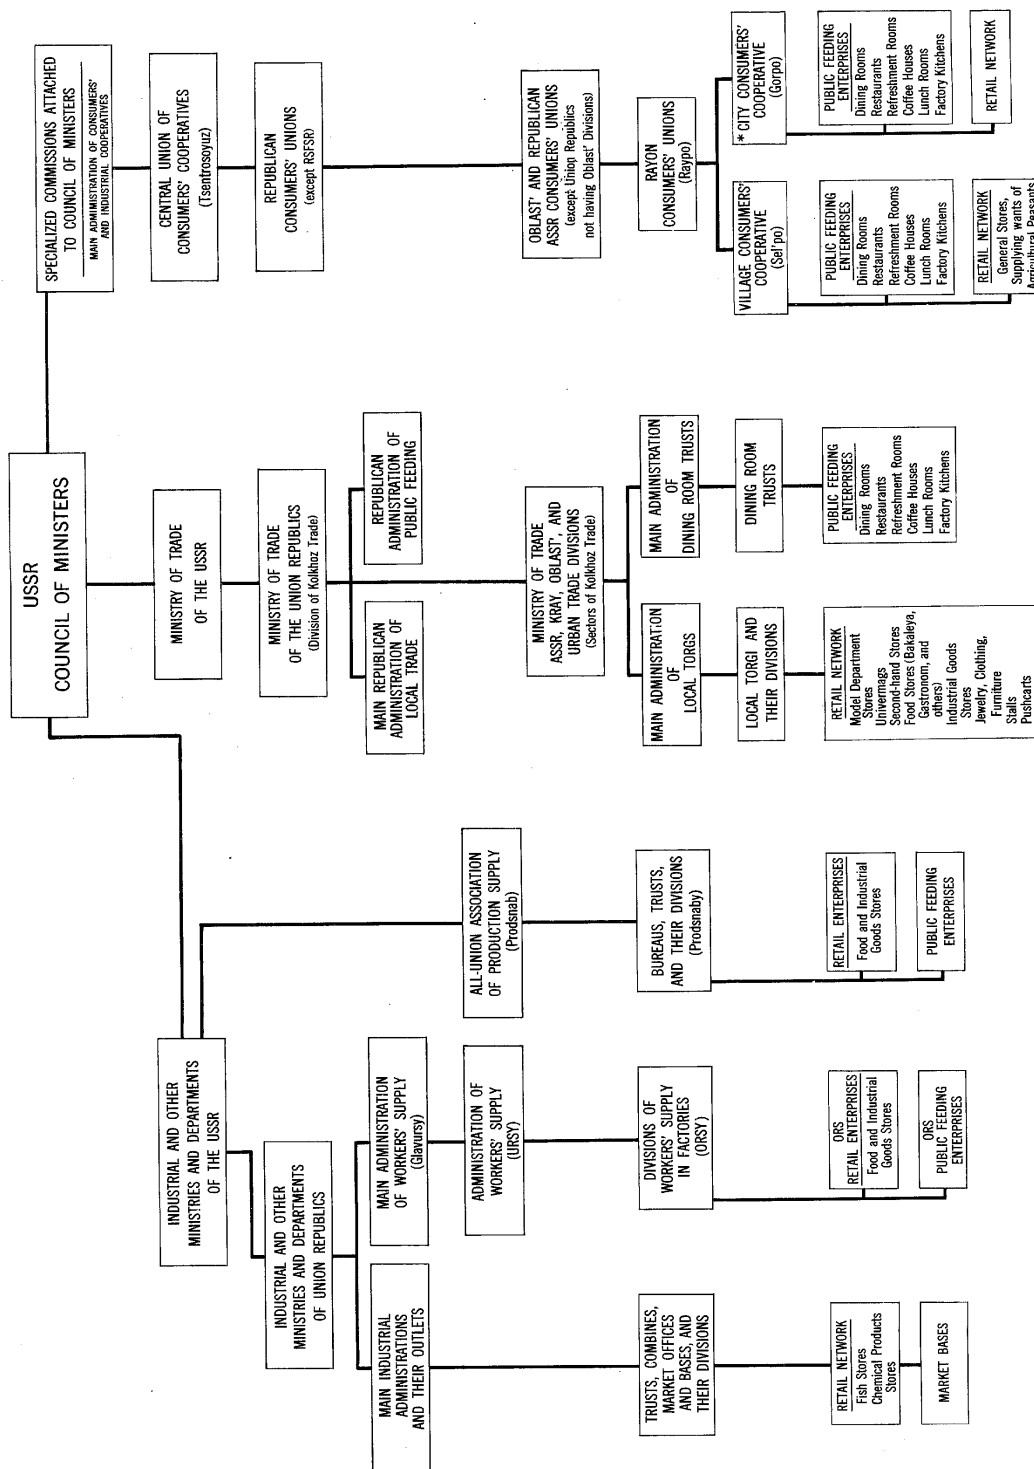 USSR
COUNCIL OF MINISTERS
INDUSTRIAL AND OTHER
MINISTRIES AND DEPARTMENTS
OF THE USSR
INDUSTRIAL AND OTHER
MINISTRIES AND DEPARTMENTS
OF UNION REPUBLICS
MAIN INDUSTRIAL
ADMINISTRATIONS
AND THEIR OUTLETS
TRUSTS, COMBINES,
MARKET OFFICES
AND BASES, AND
THEIR DIVISIONS
RETAIL NETWORK
Fish Stores
Chemical Products
Stores
MARKET BASES
MAIN ADMINISTRATION
OF WORKERS' SUPPLY
(Glavursy)
ADMINISTRATION OF
WORKERS' SUPPLY
(URSY)
DIVISIONS OF
WORKERS' SUPPLY
IN FACTORIES
(ORSY)
ORS
RETAIL ENTERPRISES
Food and Industrial
Goods Stores
ORS
PUBLIC FEEDING
ENTERPRISES
ALL-UNION ASSOCIATION
OF PRODUCTION SUPPLY
(Prodsnab)
BUREAUS, TRUSTS,
AND THEIR DIVISIONS
(Prodsnaby)
RETAIL ENTERPRISES
Food and Industrial
Goods Stores
PUBLIC FEEDING
ENTERPRISES
MINISTRY OF TRADE
OF THE USSR
MINISTRY OF TRADE
OF THE UNION REPUBLICS
(Division of Kolkhoz Trade)
MAIN REPUBLICAN
ADMINISTRATION OF
LOCAL TRADE
REPUBLICAN
ADMINISTRATION OF
PUBLIC FEEDING
MINISTRY OF TRADE
ASSR, KRAY, OBLAST', AND
URBAN TRADE DIVISIONS
(Sectors of Kolkhoz Trade)
MAIN ADMINISTRATION
OF
LOCAL TORGS
LOCAL TORGI AND
THEIR DIVISIONS
RETAIL NETWORK
Model Department
Stores
Univermags
Second-hand Stores
Food Stores (Bakaleya,
Gastronom, and
others)
Industrial Goods
Stores
Jewelry, Clothing,
Furniture
Stalls
Pushcarts
MAIN ADMINISTRATION
OF
DINING ROOM TRUSTS
DINING ROOM
TRUSTS
PUBLIC FEEDING
ENTERPRISES
Dining Rooms
Restaurants
Refreshment Rooms
Coffee Houses
Lunch Rooms
Factory Kitchens
SPECIALIZED COMMISSIONS ATTACHED
TO COUNCIL OF MINISTERS
MAIN ADMINISTRATION OF CONSUMERS'
AND INDUSTRIAL COOPERATIVES
CENTRAL UNION OF
CONSUMERS' COOPERATIVES
(Tsentrosoyuz)
REPUBLICAN
CONSUMERS' UNIONS
(except RSFSR)
OBLAST' AND REPUBLICAN
ASSR CONSUMERS' UNIONS
(except Union Republics
not having Oblast' Divisions)
RAYON
CONSUMERS' UNIONS
(Raypo)
VILLAGE CONSUMERS'
COOPERATIVE
(Sel'po)
PUBLIC FEEDING
ENTERPRISES
Dining Rooms
Restaurants
Refreshment Rooms
Coffee Houses
Lunch Rooms
Factory Kitchens
RETAIL NETWORK
General Stores,
Supplying wants of
Agricultural Peasants
* CITY CONSUMERS'
COOPERATIVE
(Gorpo)
PUBLIC FEEDING
ENTERPRISES
Dining Rooms
Restaurants
Refreshment Rooms
Coffee Houses
Lunch Rooms
Factory Kitchens
RETAIL NETWORK